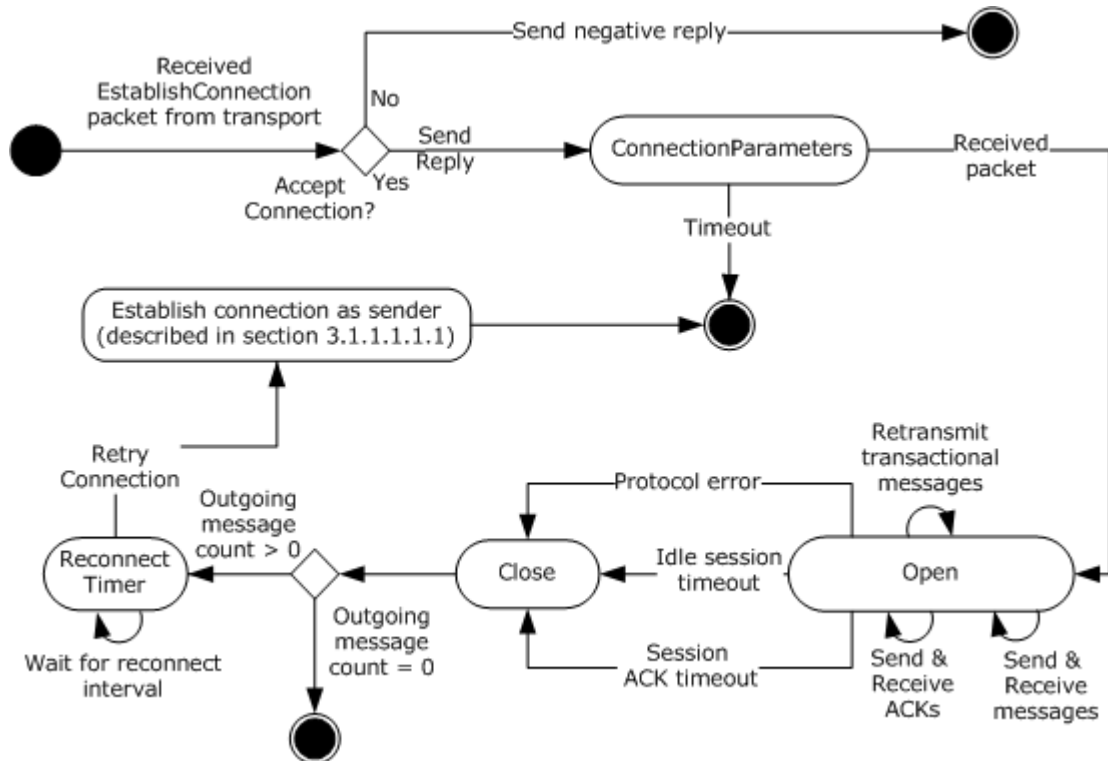 Send negative reply
Received
EstablishConnection
packet from transport
No
Send
Reply
Yes
Accept
Connection?
ConnectionParameters
Received
packet
Timeout
Establish connection as sender
(described in section 3.1.1.1.1.1)
Retry
Connection
Outgoing
message
count > 0
Reconnect
Timer
Wait for reconnect
interval
Outgoing
message
count = 0
Close
Protocol error
Idle session
timeout
Session
ACK timeout
Retransmit
transactional
messages
Open
Send &
Receive
ACKs
Send &
Receive
messages